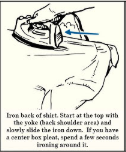 Iron back of shirt. Start at the top with
the yoke (back shoulder area) and
slowly slide the iron down. If you have
a center box pleat, spend a few seconds
ironing around it.